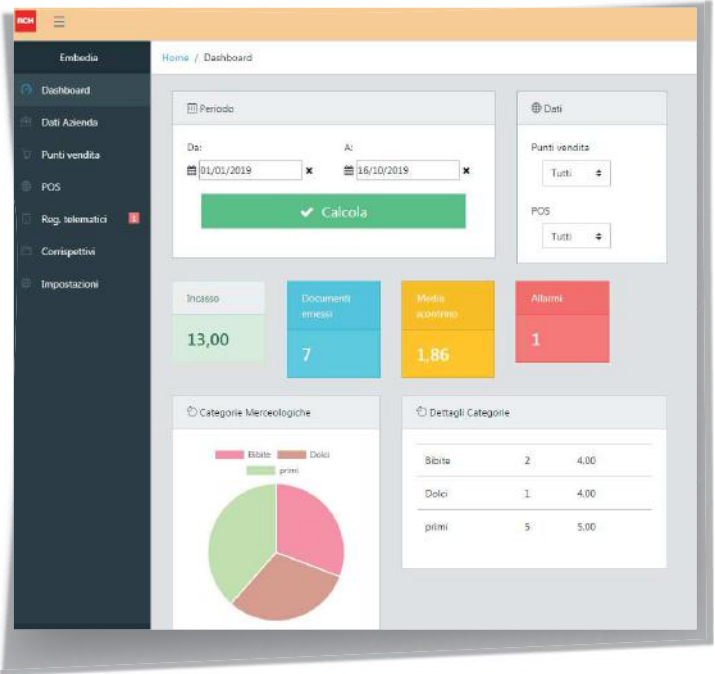 RCH
Embedia
Dashboard
Dati Azienda
Punti vendita
POS
Reg. telematici 1
Corrispettivi
Impostazioni
Home / Dashboard
Periodo
Da:
A:
01/01/2019
16/10/2019
Calcola
Dati
Punti vendita
Tutti
POS
Tutti
Incasso
13,00
Documenti
emessi
7
Media
scontrino
1,86
Allarmi
1
Categorie Merceologiche
Bibite Dolci
primi
Dettagli Categorie
Bibite 2 4.00
Dolci 1 4.00
primi 5 5.00